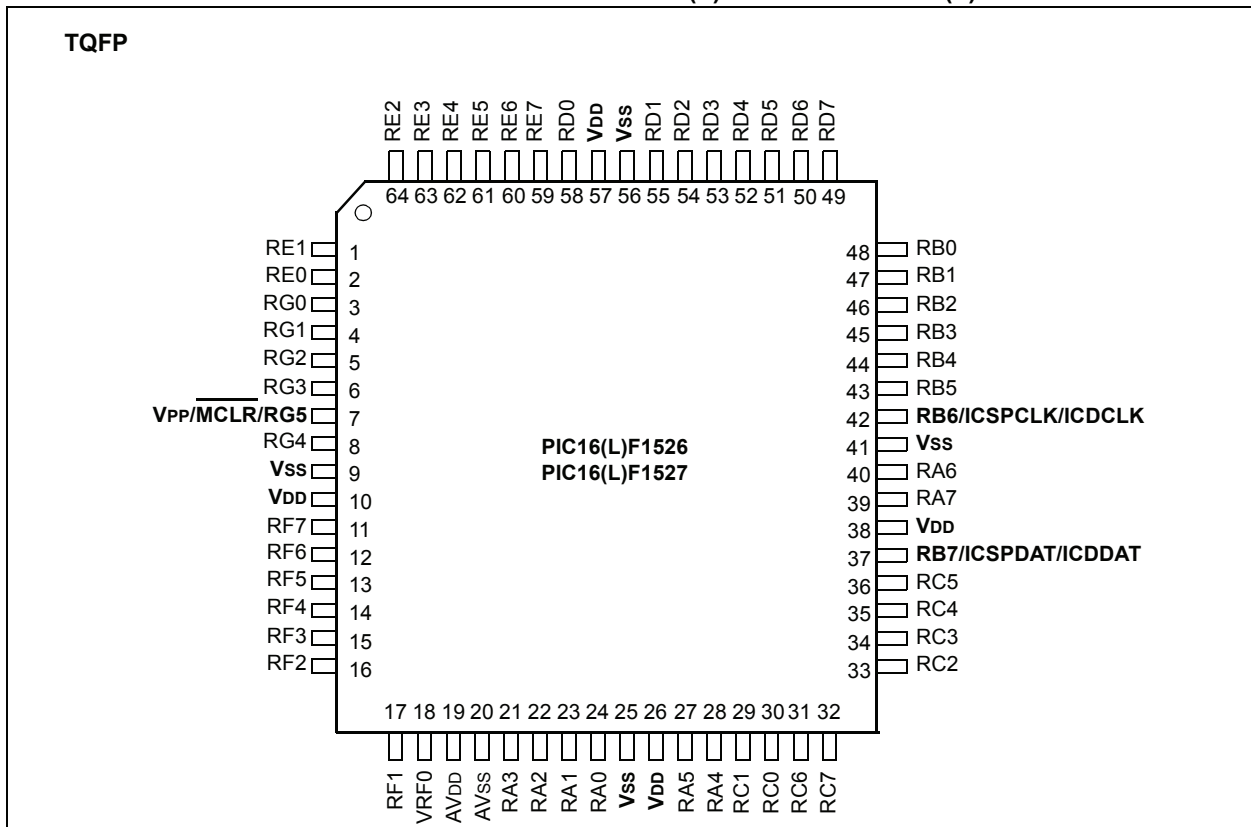 TQFP
RE2 RE3 RE4 RE5 RE6 RE7 RD0 VDD VSS RD1 RD2 RD3 RD4 RD5 RD6 RD7
64 63 62 61 60 59 58 57 56 55 54 53 52 51 50 49
RE1 1 48 RB0
RE0 2 47 RB1
RG0 3 46 RB2
RG1 4 45 RB3
RG2 5 44 RB4
RG3 6 43 RB5
VPP/MCLR/RG5 7 42 RB6/ICSPCLK/ICDCLK
RG4 8 PIC16(L)F1526 41 VSS
VSS 9 PIC16(L)F1527 40 RA6
VDD 10 39 RA7
RF7 11 38 VDD
RF6 12 37 RB7/ICSPDAT/ICDDAT
RF5 13 36 RC5
RF4 14 35 RC4
RF3 15 34 RC3
RF2 16 33 RC2
17 18 19 20 21 22 23 24 25 26 27 28 29 30 31 32
RF1 VRF0 AVDD AVSS RA3 RA2 RA1 RA0 VSS VDD RA5 RA4 RC1 RC0 RC6 RC7